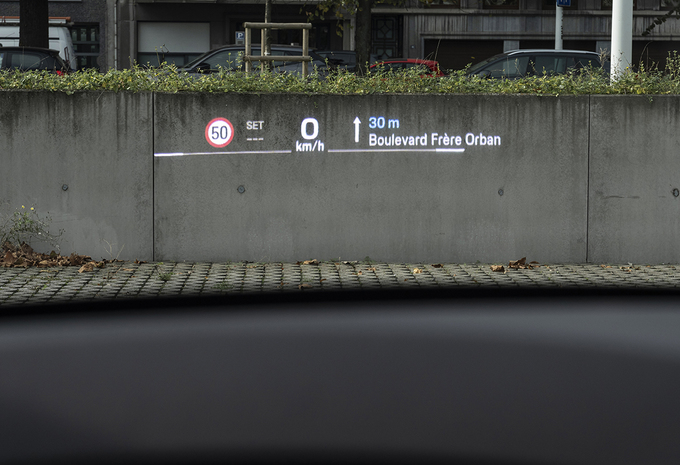 50
SET
---
0
km/h
30 m
Boulevard Frère Orban
P